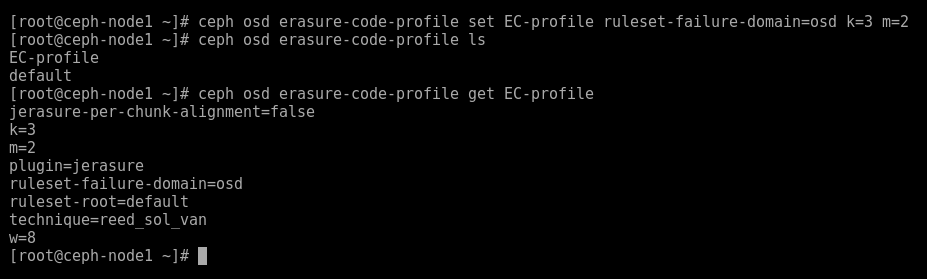 [root@ceph-node1 ~]# ceph osd erasure-code-profile set EC-profile ruleset-failure-domain=osd k=3 m=2
[root@ceph-node1 ~]# ceph osd erasure-code-profile ls
EC-profile
default
[root@ceph-node1 ~]# ceph osd erasure-code-profile get EC-profile
jerasure-per-chunk-alignment=false
k=3
m=2
plugin=jerasure
ruleset-failure-domain=osd
ruleset-root=default
technique=reed_sol_van
w=8
[root@ceph-node1 ~]#